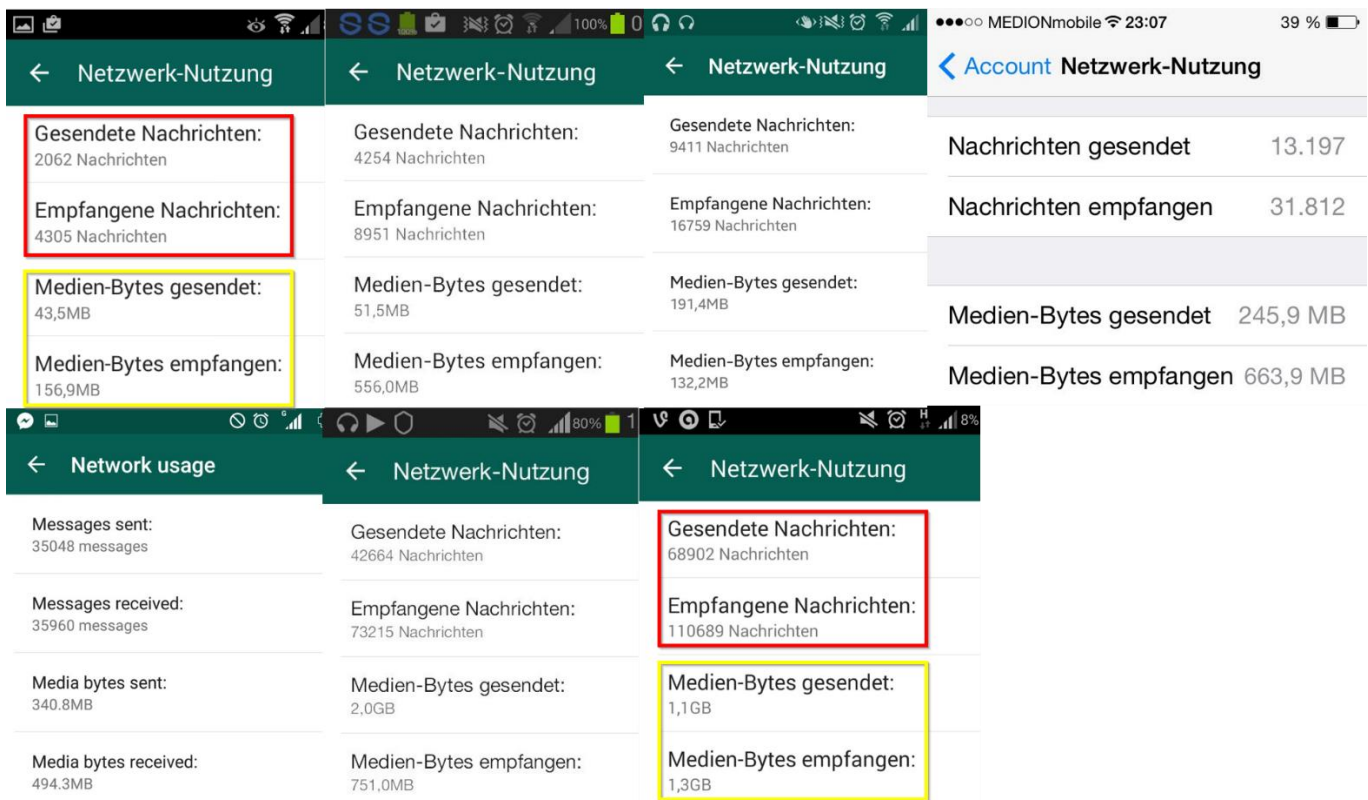 100%
0
●●●○○ MEDIONmobile 23:07
39 %
← Netzwerk-Nutzung
← Netzwerk-Nutzung
← Netzwerk-Nutzung
Account Netzwerk-Nutzung
Gesendete Nachrichten:
2062 Nachrichten
Empfangene Nachrichten:
4305 Nachrichten
Medien-Bytes gesendet:
43,5MB
Medien-Bytes empfangen:
156,9MB
Gesendete Nachrichten:
4254 Nachrichten
Empfangene Nachrichten:
8951 Nachrichten
Medien-Bytes gesendet:
51,5MB
Medien-Bytes empfangen:
556,0MB
Gesendete Nachrichten:
9411 Nachrichten
Empfangene Nachrichten:
16759 Nachrichten
Medien-Bytes gesendet:
191,4MB
Medien-Bytes empfangen:
132,2MB
Nachrichten gesendet 13.197
Nachrichten empfangen 31.812
Medien-Bytes gesendet 245,9 MB
Medien-Bytes empfangen 663,9 MB
← Network usage
Messages sent:
35048 messages
Messages received:
35960 messages
Media bytes sent:
340.8MB
Media bytes received:
494.3MB
80%
1
← Netzwerk-Nutzung
Gesendete Nachrichten:
42664 Nachrichten
Empfangene Nachrichten:
73215 Nachrichten
Medien-Bytes gesendet:
2,0GB
Medien-Bytes empfangen:
751,0MB
H
8%
← Netzwerk-Nutzung
Gesendete Nachrichten:
68902 Nachrichten
Empfangene Nachrichten:
110689 Nachrichten
Medien-Bytes gesendet:
1,1GB
Medien-Bytes empfangen:
1,3GB